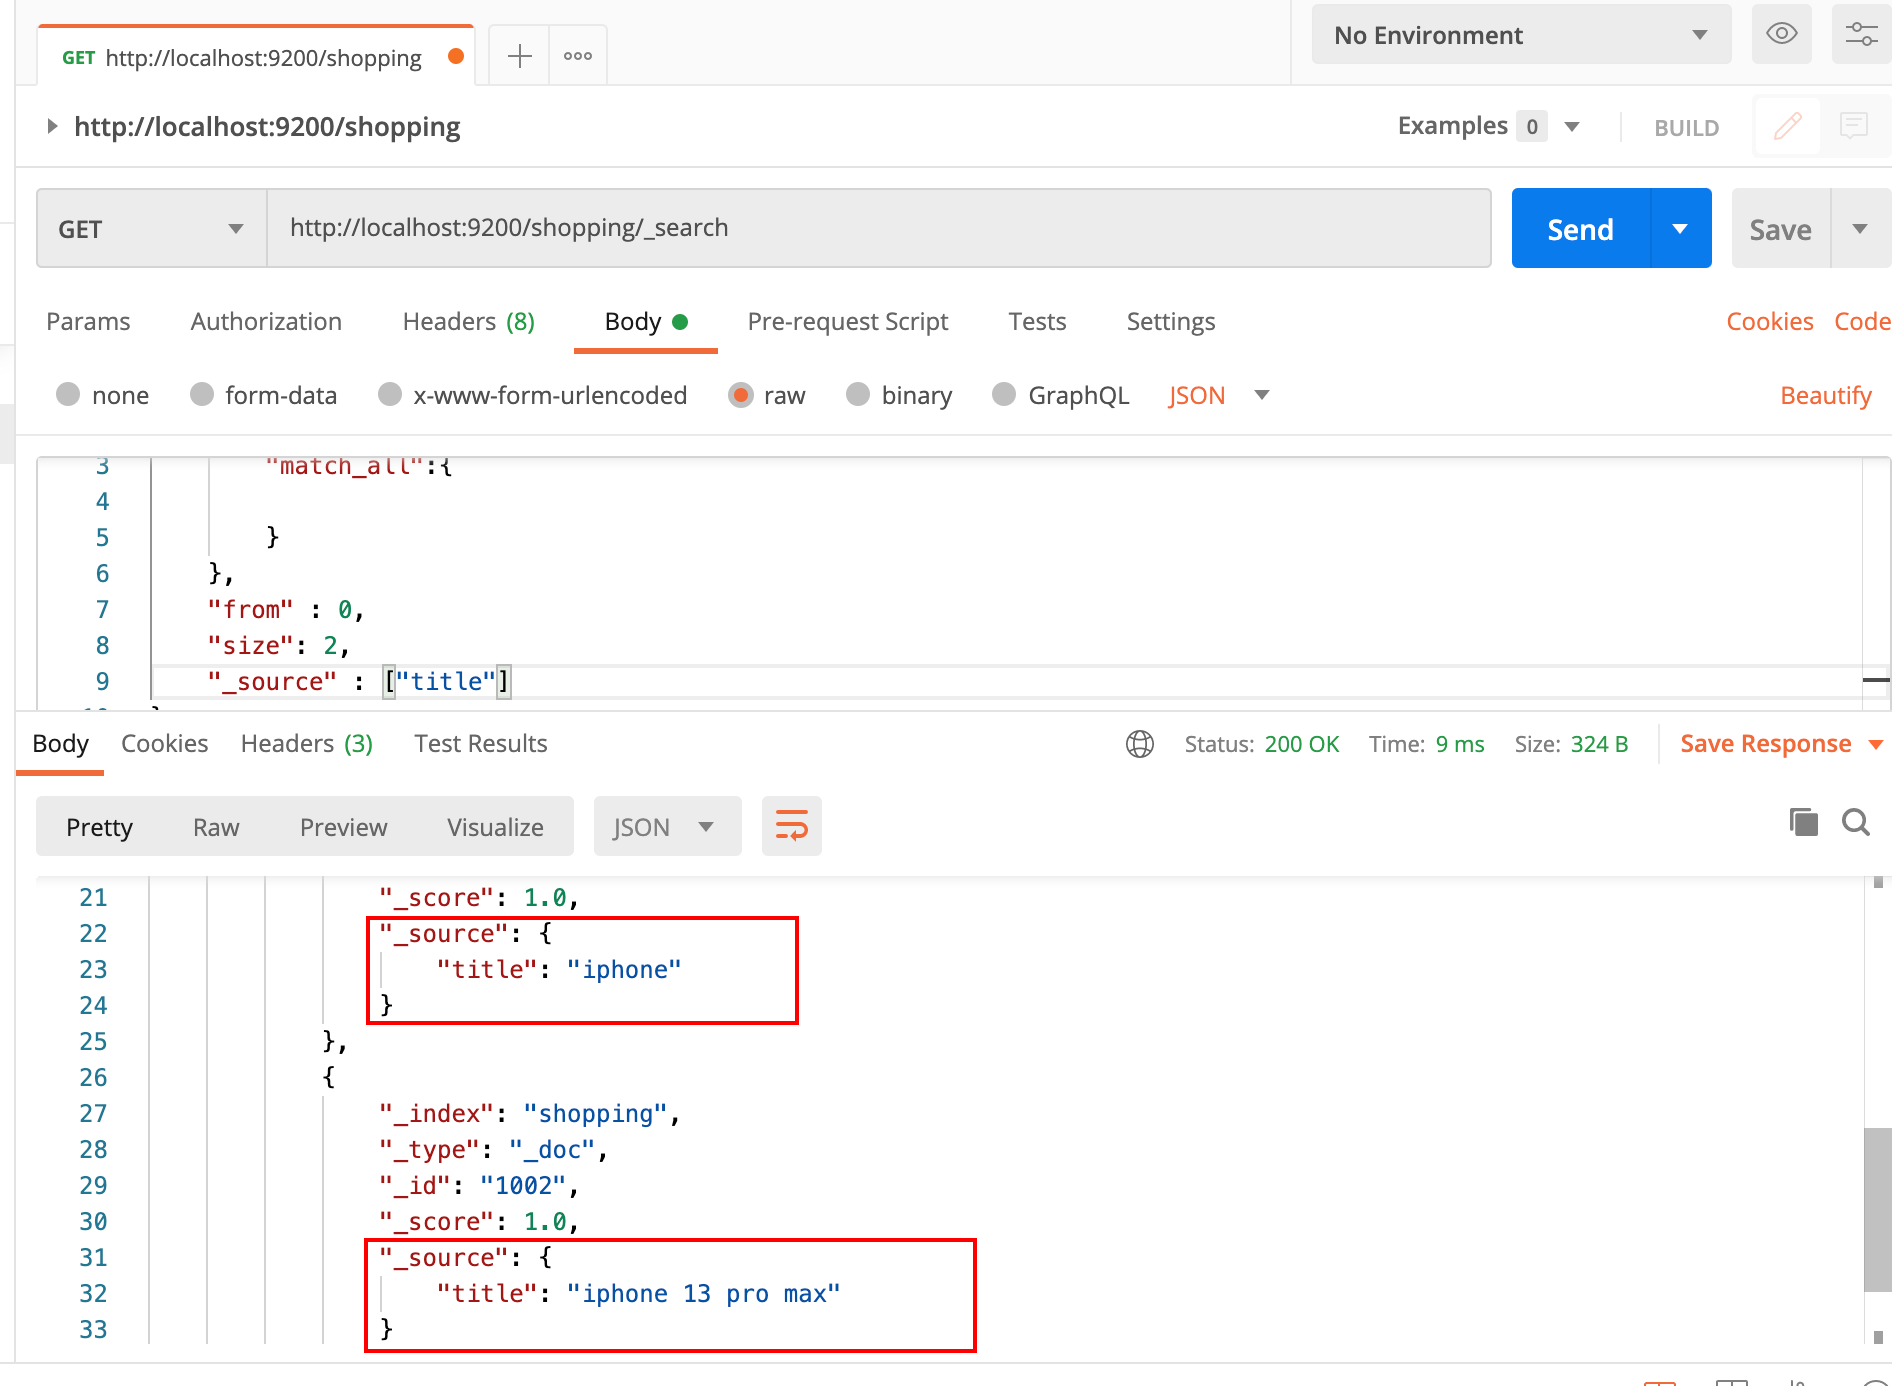 GET http://localhost:9200/shopping
No Environment
http://localhost:9200/shopping
Examples 0
BUILD
GET
http://localhost:9200/shopping/_search
Send
Save
Params Authorization Headers (8) Body Pre-request Script Tests Settings Cookies Code
none form-data x-www-form-urlencoded raw binary GraphQL JSON Beautify
3 "match_all":{
4
5 }
6 },
7 "from" : 0,
8 "size": 2,
9 "_source" : ["title"]
Body Cookies Headers (3) Test Results Status: 200 OK Time: 9 ms Size: 324 B Save Response
Pretty Raw Preview Visualize JSON
21 "_score": 1.0,
22 "_source": {
23 "title": "iphone"
24 }
25 },
26 {
27 "_index": "shopping",
28 "_type": "_doc",
29 "_id": "1002",
30 "_score": 1.0,
31 "_source": {
32 "title": "iphone 13 pro max"
33 }